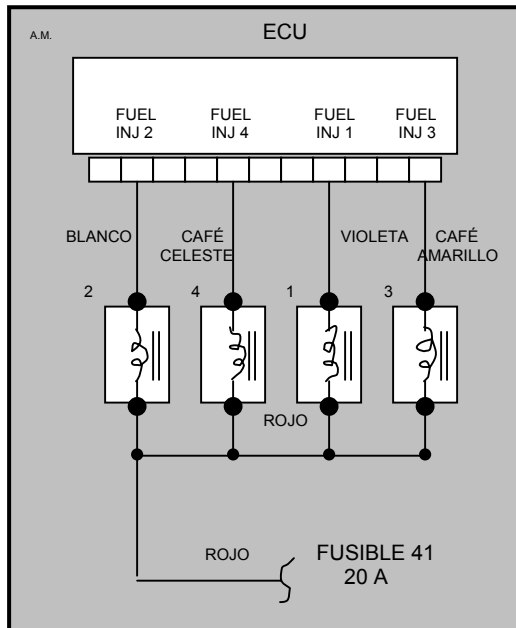 A.M.
ECU
FUEL INJ 2
FUEL INJ 4
FUEL INJ 1
FUEL INJ 3
BLANCO
CAFÉ CELESTE
VIOLETA
CAFÉ AMARILLO
2
4
1
3
ROJO
ROJO
FUSIBLE 41
20 A